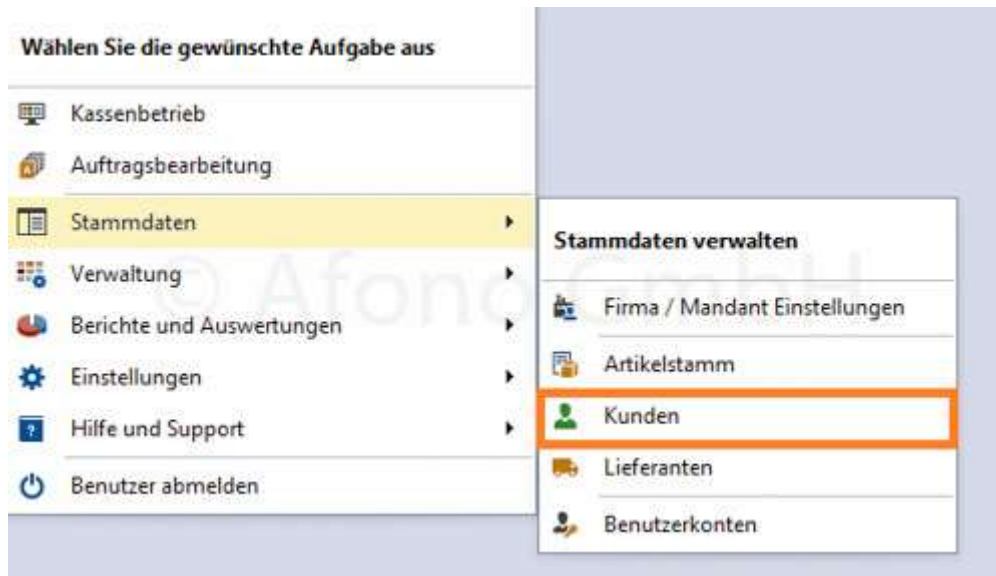 Wählen Sie die gewünschte Aufgabe aus
Kassenbetrieb
Auftragsbearbeitung
Stammdaten
Verwaltung
Berichte und Auswertungen
Einstellungen
Hilfe und Support
Benutzer abmelden
Stammdaten verwalten
Firma / Mandant Einstellungen
Artikelstamm
Kunden
Lieferanten
Benutzerkonten
© Afono GmbH